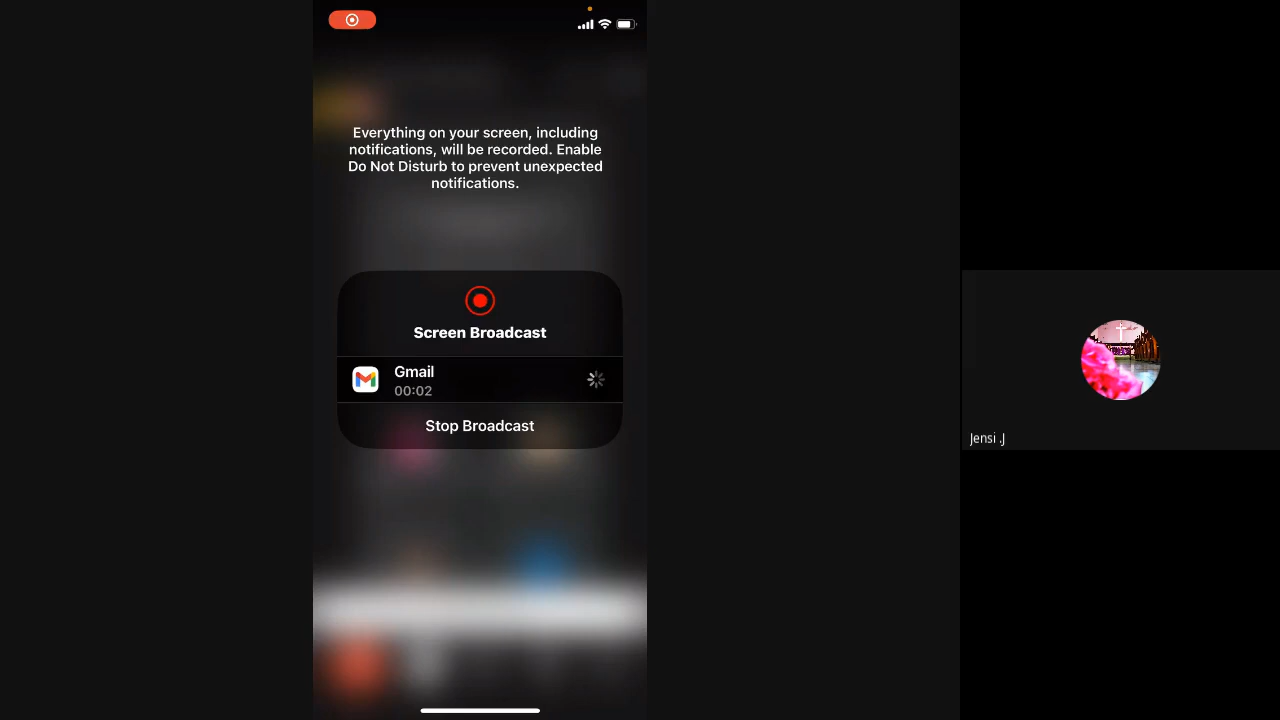 Everything on your screen, including
notifications, will be recorded. Enable
Do Not Disturb to prevent unexpected
notifications.
Screen Broadcast
Gmail
00:02
Stop Broadcast
Jensi .J